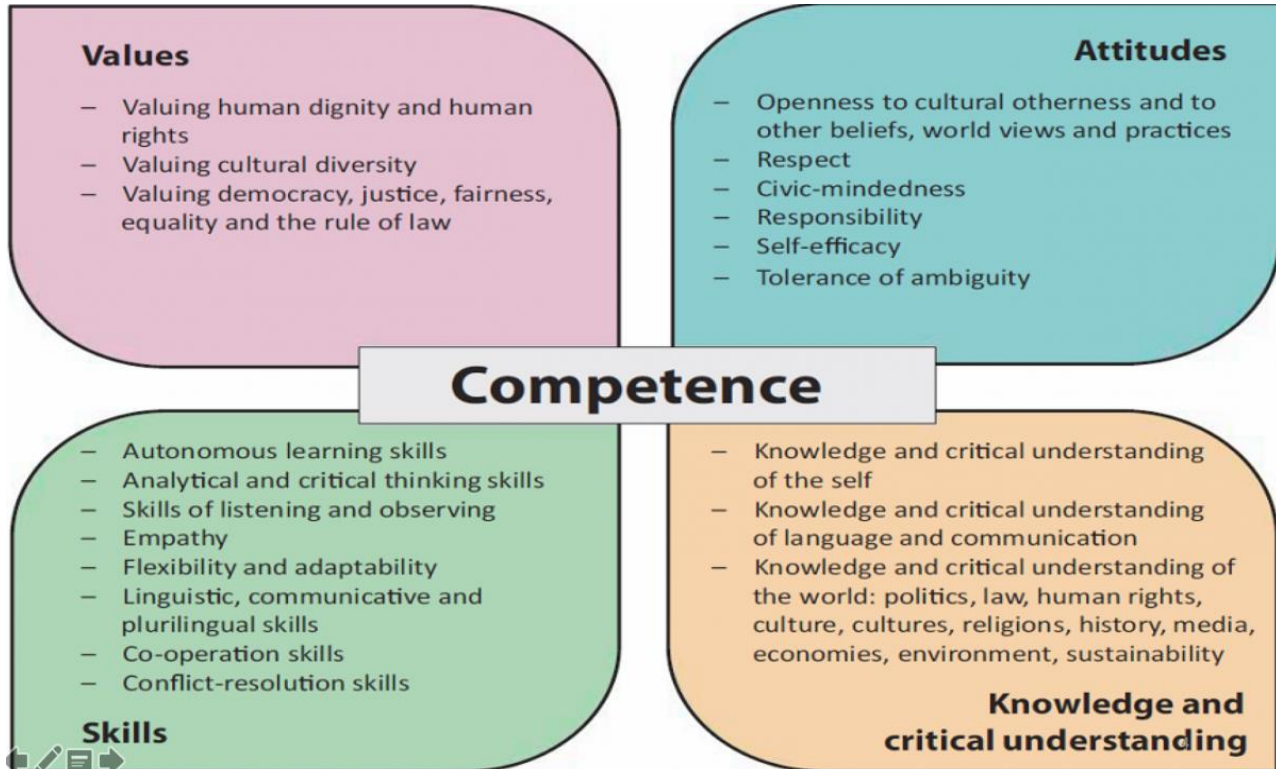 Values
– Valuing human dignity and human
rights
– Valuing cultural diversity
– Valuing democracy, justice, fairness,
equality and the rule of law
Attitudes
– Openness to cultural otherness and to
other beliefs, world views and practices
– Respect
– Civic-mindedness
– Responsibility
– Self-efficacy
– Tolerance of ambiguity
Competence
– Autonomous learning skills
– Analytical and critical thinking skills
– Skills of listening and observing
– Empathy
– Flexibility and adaptability
– Linguistic, communicative and
plurilingual skills
– Co-operation skills
– Conflict-resolution skills
Skills
– Knowledge and critical understanding
of the self
– Knowledge and critical understanding
of language and communication
– Knowledge and critical understanding of
the world: politics, law, human rights,
culture, cultures, religions, history, media,
economies, environment, sustainability
Knowledge and
critical understanding